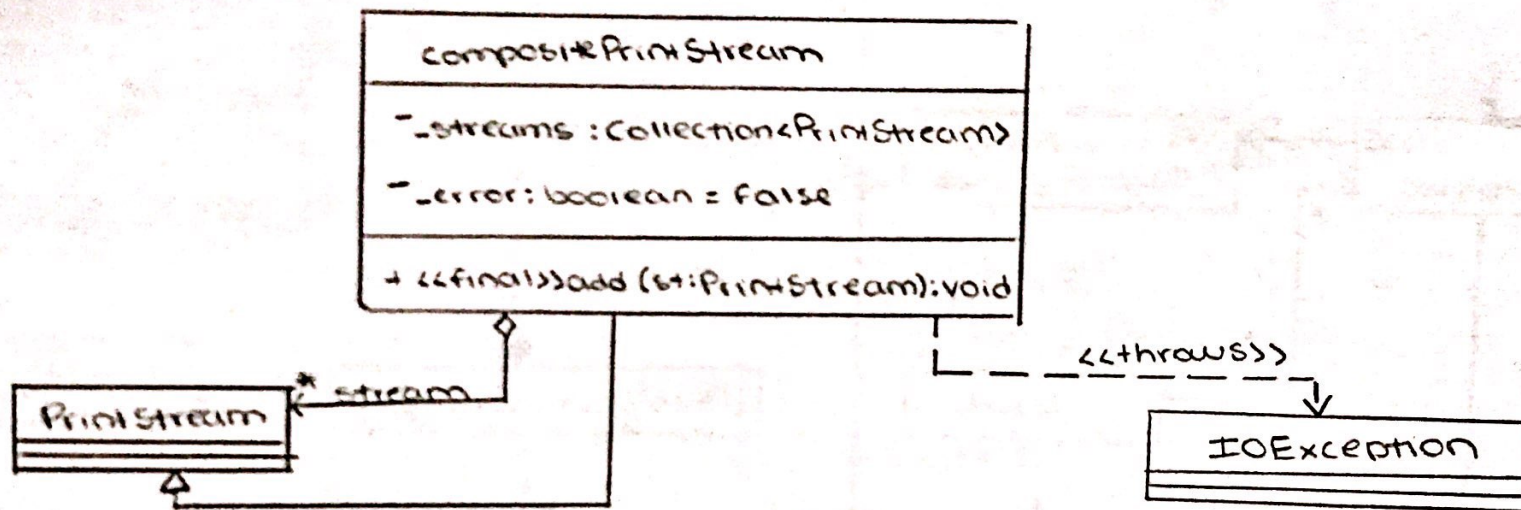 compositePrintStream
-_streams : Collection<PrintStream>
-_error: boolean = false
+ <<final>>add (st:PrintStream):void
<<throws>>
* stream
PrintStream
IOException